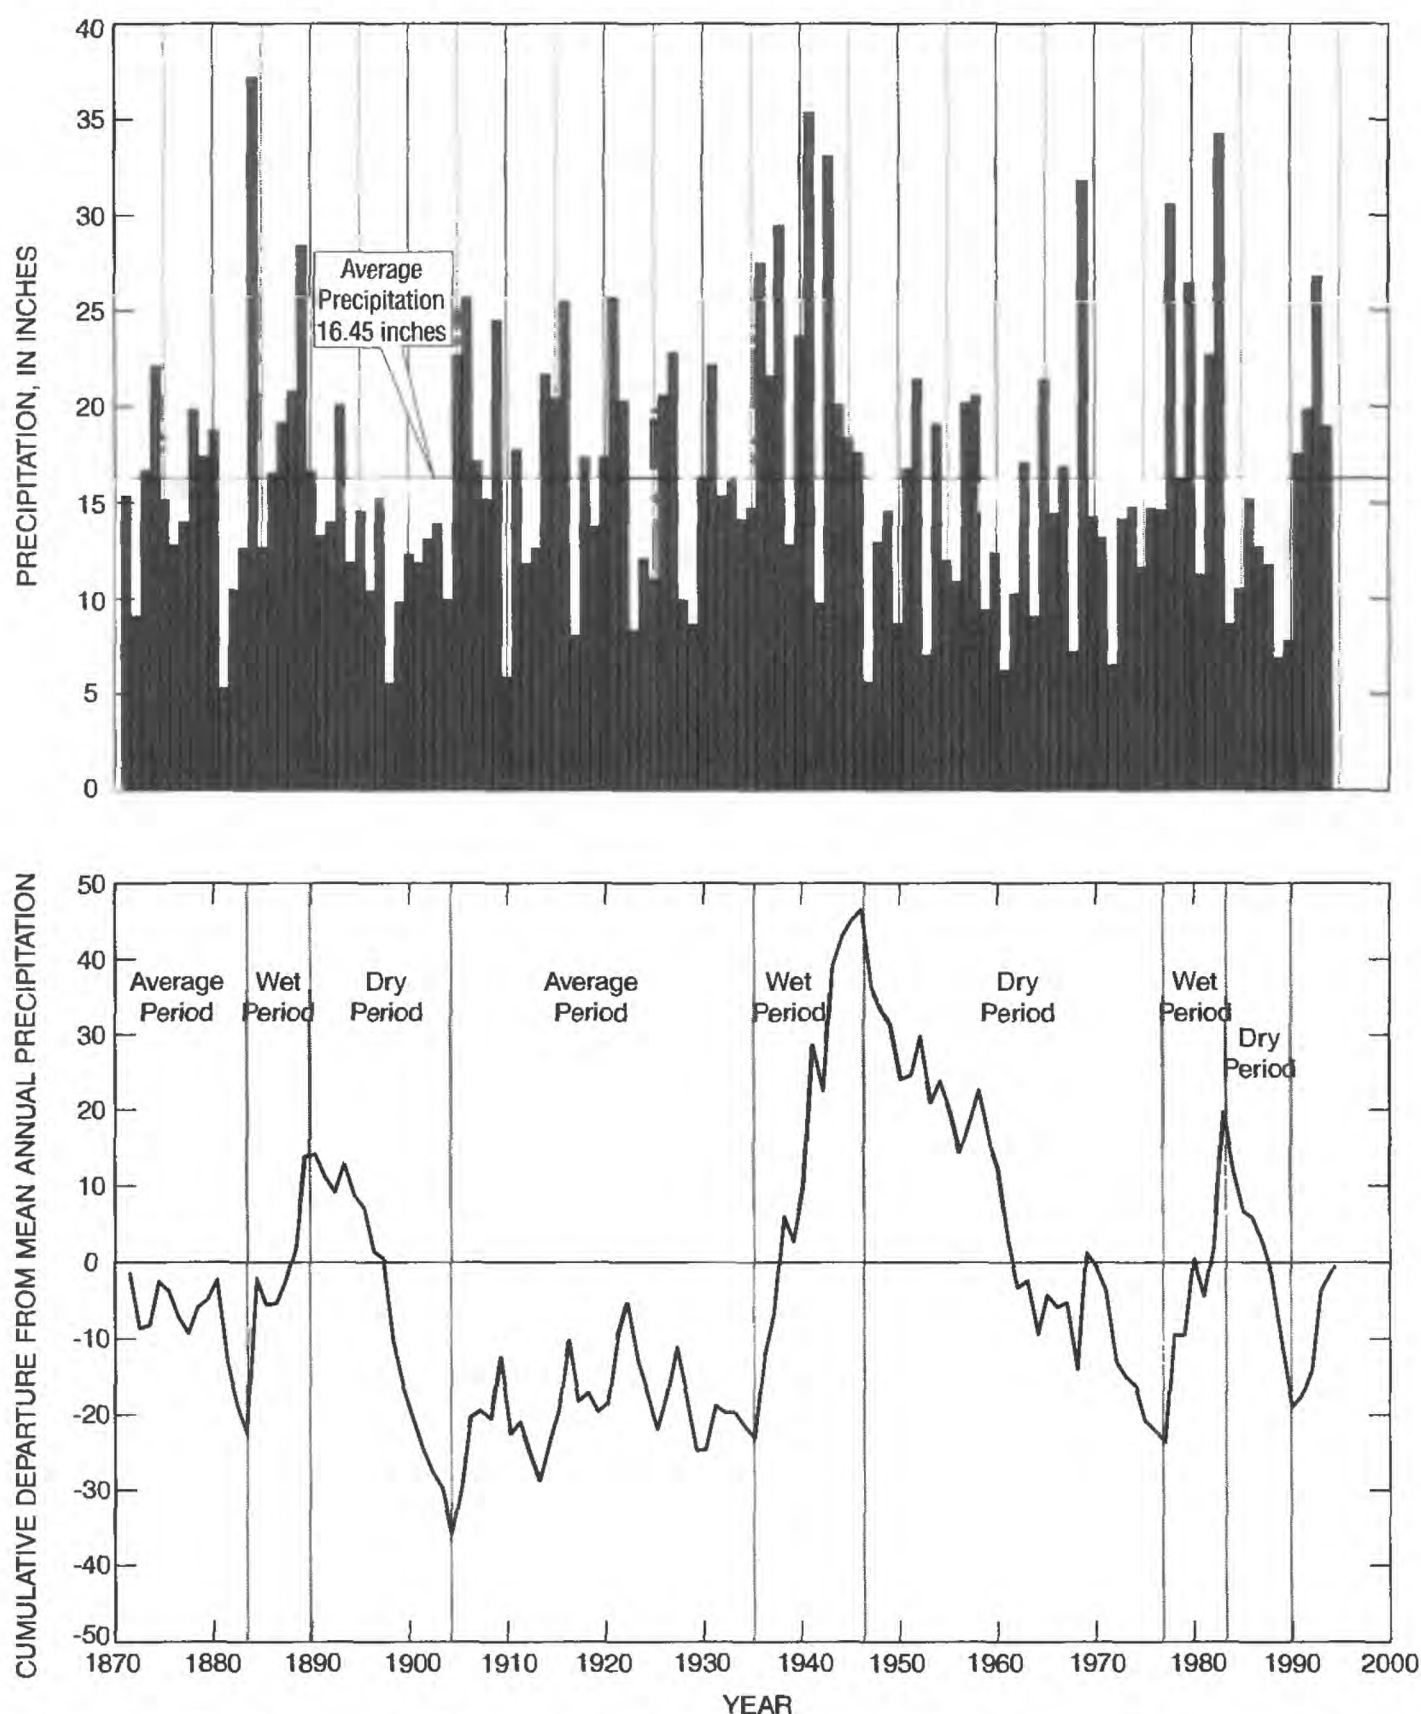 PRECIPITATION, IN INCHES
40
35
30
25
20
15
10
5
0
Average
Precipitation
16.45 inches
CUMULATIVE DEPARTURE FROM MEAN ANNUAL PRECIPITATION
50
40
30
20
10
0
-10
-20
-30
-40
-50
Average
Period
Wet
Period
Dry
Period
Average
Period
Wet
Period
Dry
Period
Wet
Period
Dry
Period
1870 1880 1890 1900 1910 1920 1930 1940 1950 1960 1970 1980 1990 2000
YEAR